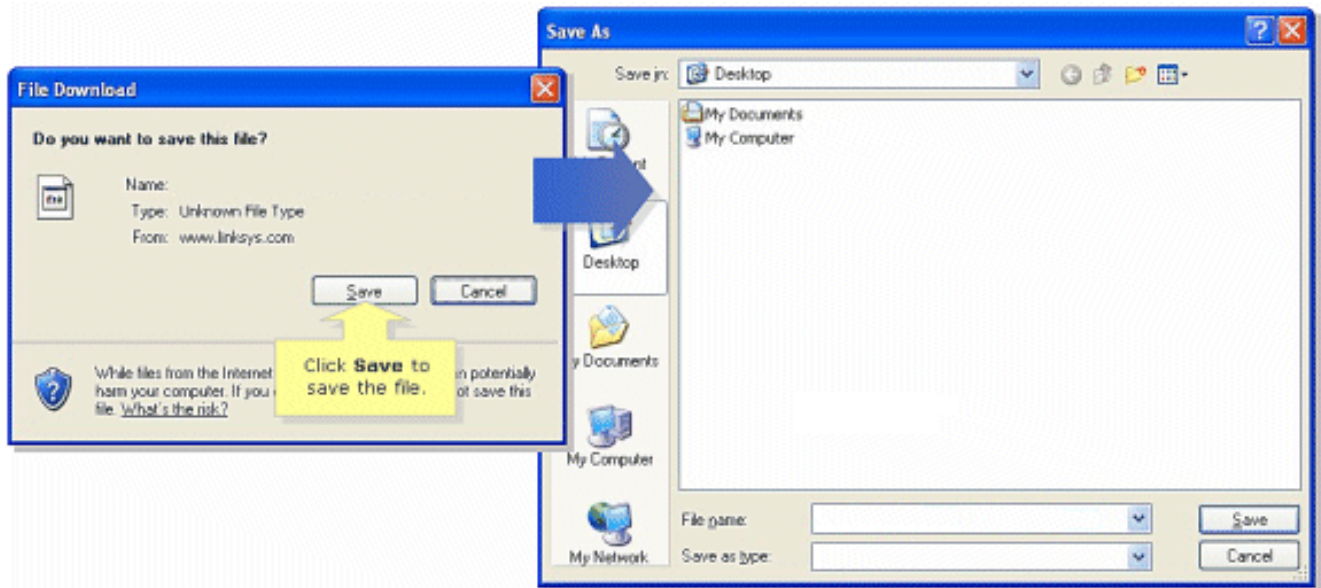 File Download
Do you want to save this file?
Name:
Type: Unknown File Type
From: www.linksys.com
Save
Cancel
Click Save to
save the file.
While files from the Internet n potentially
harm your computer. If you ot save this
file. What's the risk?
Save As
Save in: Desktop
My Documents
My Computer
Desktop
y Documents
My Computer
My Network
File name:
Save
Save as type:
Cancel